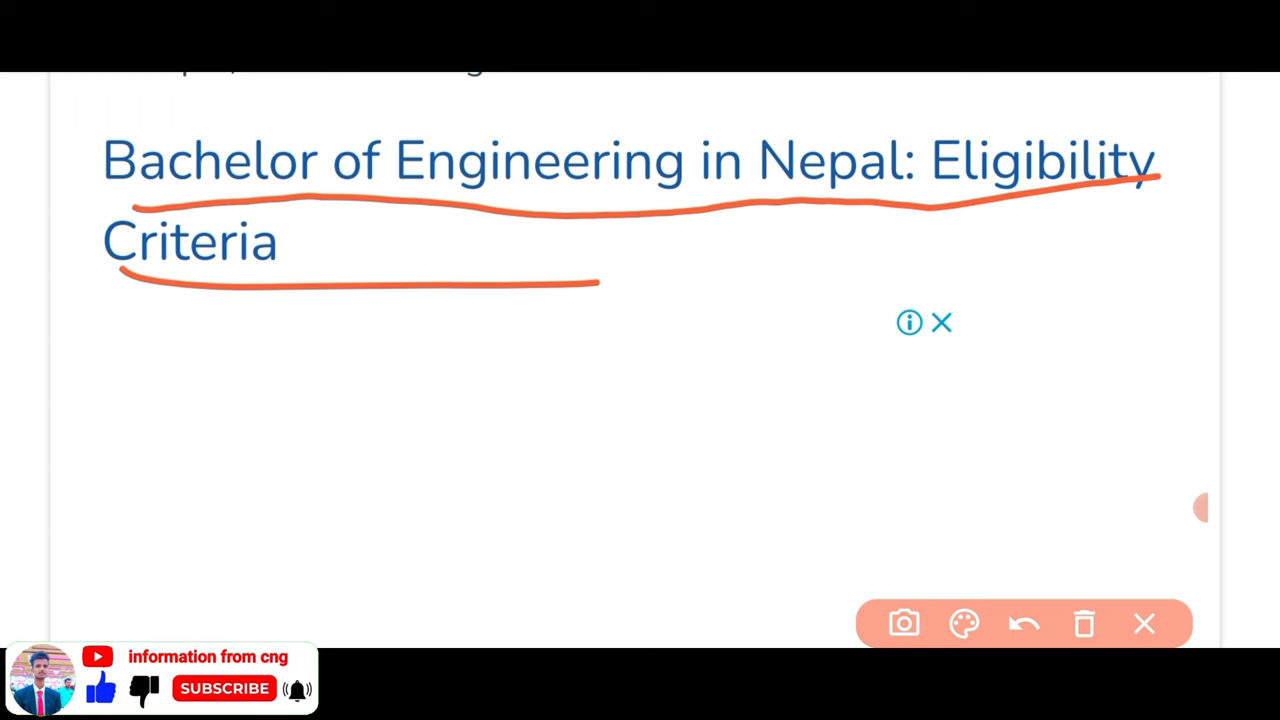 Bachelor of Engineering in Nepal: Eligibility
Criteria
information from cng
SUBSCRIBE